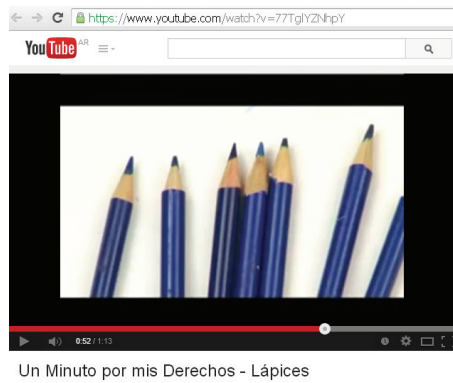 https://www.youtube.com/watch?v=77TglYZNhpY
YouTube AR
0:52 / 1:13
Un Minuto por mis Derechos - Lápices